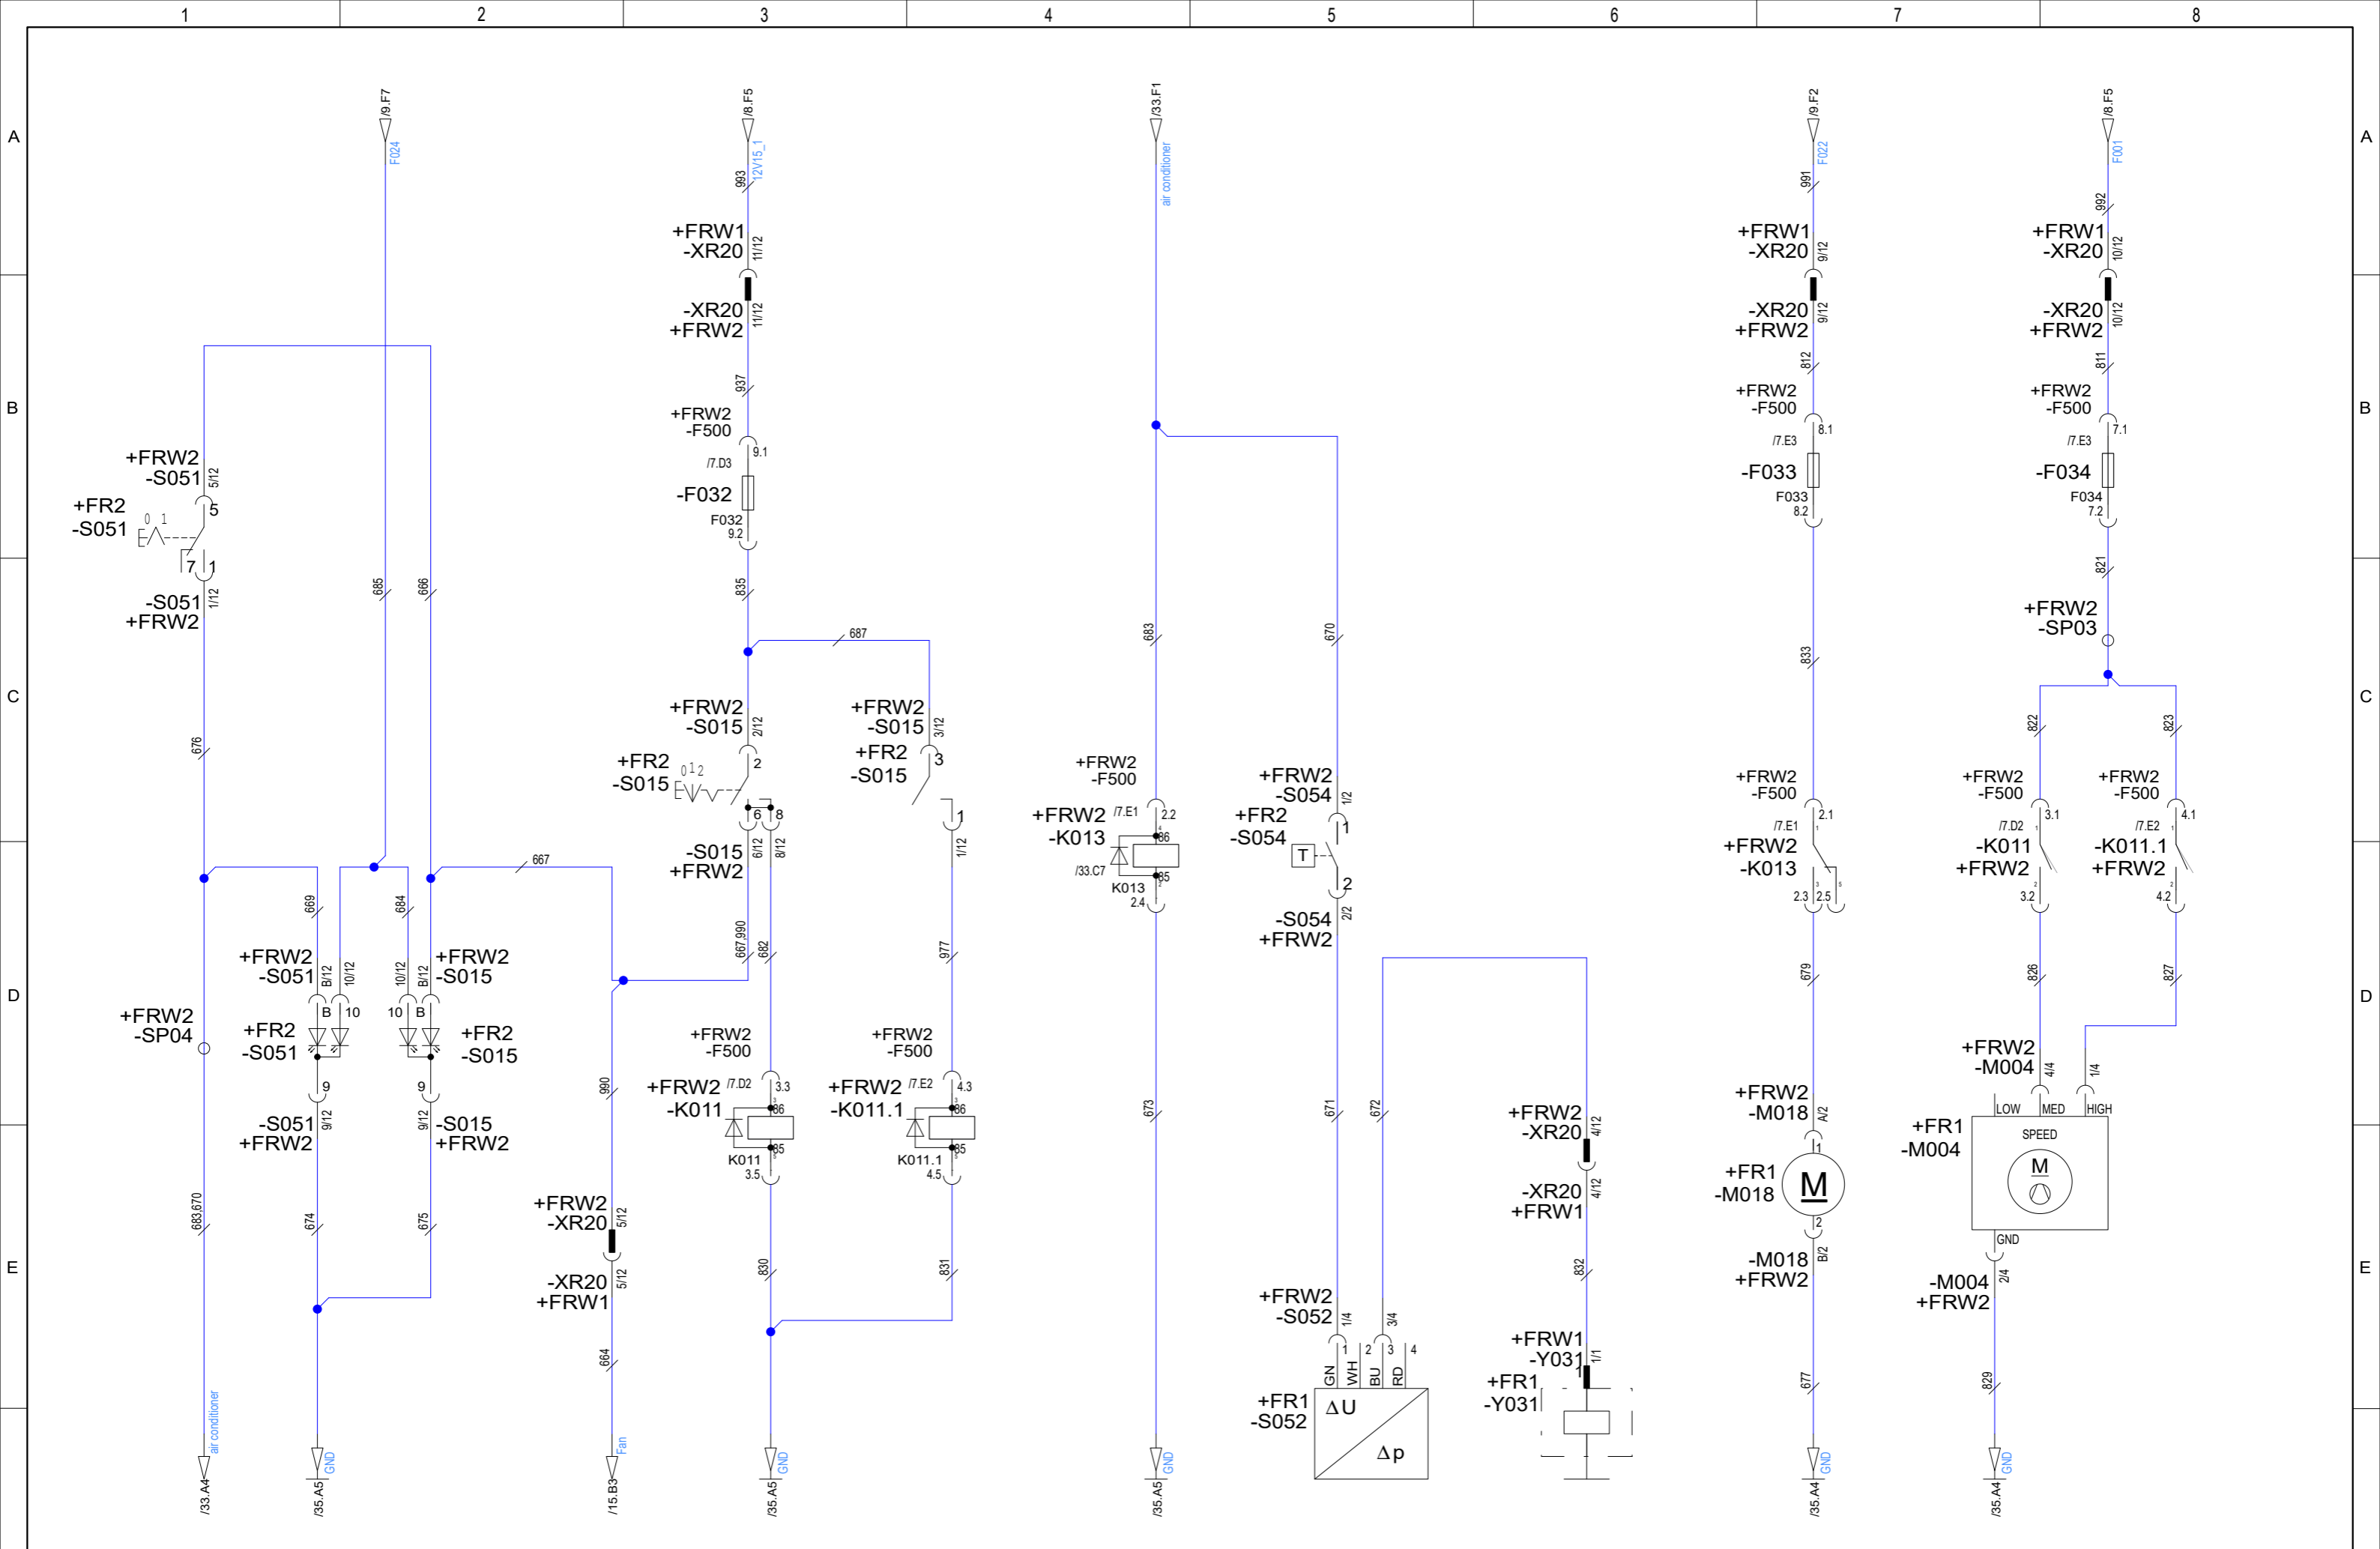 1 2 3 4 5 6 7 8
A A
B B
C C
D D
E E
/9.F7
F024
+FRW2
-S051 5/12
+FR2
-S051
0 1
5
7 1
-S051 1/12
+FRW2
685
666
676
669
684
667
+FRW2
-S051 B/12
10/12
10/12
B/12
+FRW2
-S015
+FRW2
-SP04
+FR2
-S051
B 10
10 B
+FR2
-S015
9
9
-S051 9/12
+FRW2
9/12 -S015
+FRW2
683,670
674
675
air conditioner
/33.A4
GND
/35.A5
/8.F5
12V15_1
993
+FRW1
-XR20 11/12
-XR20 11/12
+FRW2
937
+FRW2
-F500
9.1
/7.D3
-F032
F032
9.2
835
687
+FRW2
-S015 2/12
+FRW2
-S015 3/12
+FR2
-S015
0 1 2
2
+FR2
-S015
3
6 8
1
-S015 6/12 8/12
+FRW2
1/12
667,990
682
977
990
+FRW2
-F500
+FRW2 /7.D2 3.3
-K011
3
86
85
5
K011
3.5
+FRW2
-F500
+FRW2 /7.E2 4.3
-K011.1
3
86
85
5
K011.1
4.5
+FRW2
-XR20 5/12
-XR20 5/12
+FRW1
830
831
664
Fan
/15.B3
GND
/35.A5
/33.F1
air conditioner
683
670
+FRW2
-F500
+FRW2 /7.E1 2.2
-K013
86
/33.C7
85
K013
2.4
+FRW2
-S054 1/2
+FR2
-S054
1
T
2
-S054 2/2
+FRW2
673
671
672
+FRW2
-XR20 4/12
-XR20 4/12
+FRW1
832
+FRW2
-S052 1/4
3/4
1 2 3 4
GN WH BU RD
+FR1
-S052
ΔU
Δp
+FRW1
-Y031 1/1
1
+FR1
-Y031
GND
/35.A5
/9.F2
F022
991
+FRW1
-XR20 9/12
-XR20 9/12
+FRW2
812
+FRW2
-F500
8.1
/7.E3
-F033
F033
8.2
833
+FRW2
-F500
2.1
/7.E1
1
+FRW2
-K013
3 5
2.3 2.5
679
+FRW2
-M018 A/2
1
+FR1
-M018
M
2
-M018 B/2
+FRW2
677
GND
/35.A4
/8.F5
F001
992
+FRW1
-XR20 10/12
-XR20 10/12
+FRW2
811
+FRW2
-F500
7.1
/7.E3
-F034
F034
7.2
821
+FRW2
-SP03
822
823
+FRW2
-F500
3.1
/7.D2
1
-K011
+FRW2
2
3.2
+FRW2
-F500
4.1
/7.E2
1
-K011.1
+FRW2
2
4.2
826
827
+FRW2
-M004 4/4
1/4
LOW MED HIGH
+FR1
-M004
SPEED
M
GND
-M004 2/4
+FRW2
829
GND
/35.A4